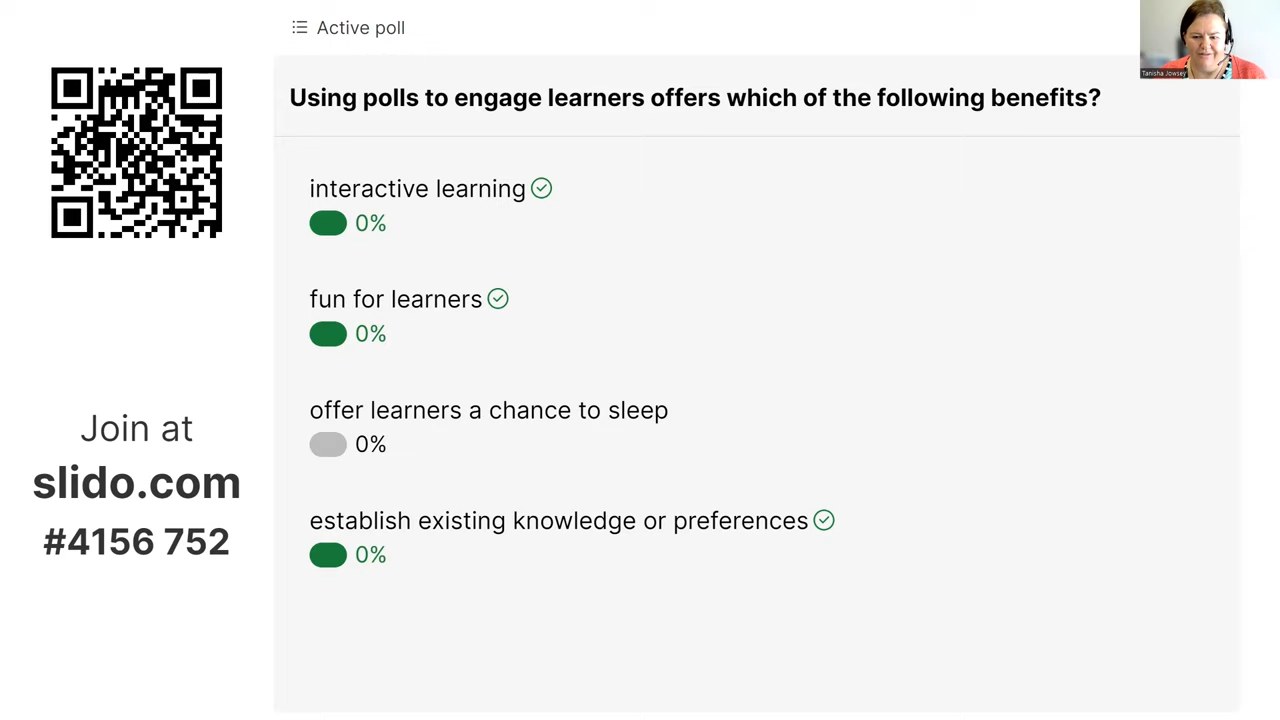 Active poll
Using polls to engage learners offers which of the following benefits?
interactive learning
0%
fun for learners
0%
offer learners a chance to sleep
0%
establish existing knowledge or preferences
0%
Join at
slido.com
#4156 752
Tanisha Jowsey